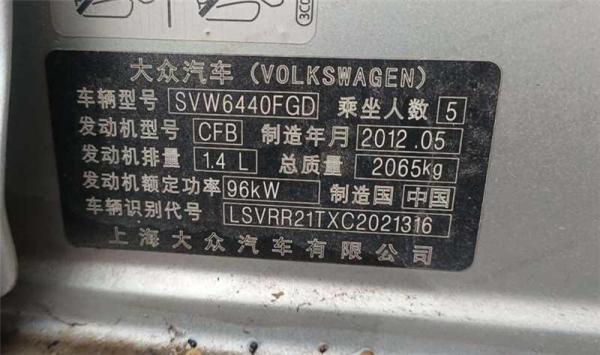 3CC
大众汽车(VOLKSWAGEN)
车辆型号 SVW6440FGD 乘坐人数 5
发动机型号 CFB 制造年月 2012.05
发动机排量 1.4 L 总质量 2065kg
发动机额定功率 96kW 制造国 中国
车辆识别代号 LSVRR21TXC2021316
上海大众汽车有限公司